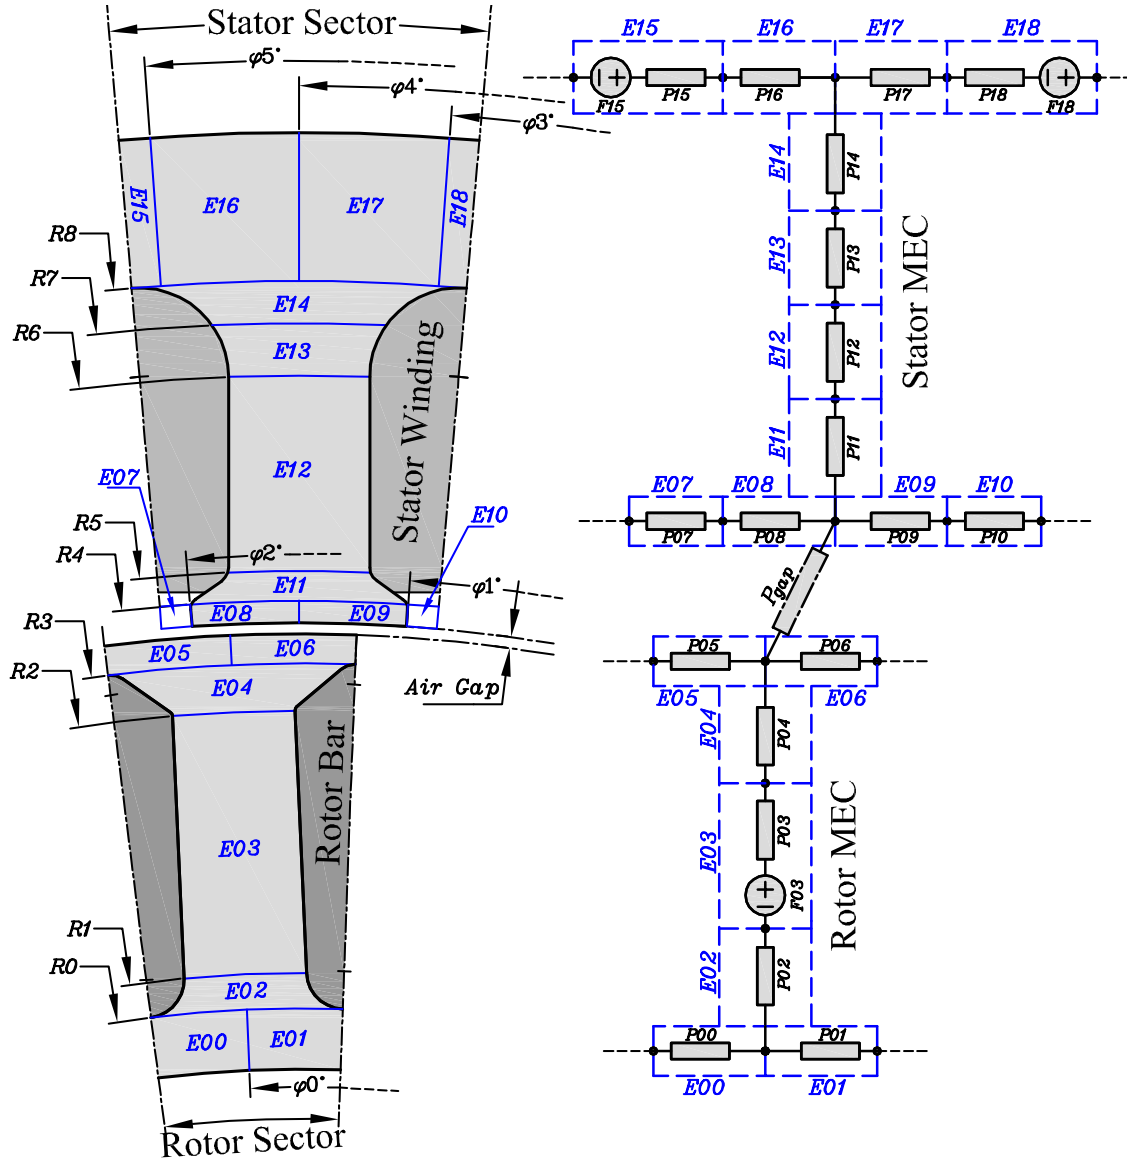 Stator Sector
φ5°
φ4°
φ3°
E15
E16
E17
E18
R8
R7
R6
E14
E13
E12
Stator Winding
E07
E10
R5
R4
φ2°
φ1°
E11
E08
E09
R3
R2
E05
E06
E04
Air Gap
E03
Rotor Bar
R1
R0
E02
E00
E01
φ0°
Rotor Sector
E15
E16
E17
E18
F15
P15
P16
P17
P18
F18
E14
P14
E13
P13
E12
P12
E11
P11
Stator MEC
E07
E08
E09
E10
P07
P08
P09
P10
Pgap
P05
P06
E05
E06
E04
P04
E03
P03
F03
E02
P02
Rotor MEC
P00
P01
E00
E01